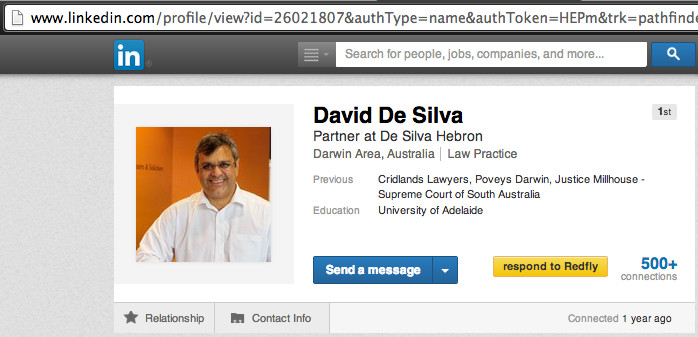 www.linkedin.com/profile/view?id=26021807&authType=name&authToken=HEPm&trk=pathfinde
in
Search for people, jobs, companies, and more...
David De Silva
1st
Partner at De Silva Hebron
Darwin Area, Australia | Law Practice
Previous Cridlands Lawyers, Poveys Darwin, Justice Millhouse -
Supreme Court of South Australia
Education University of Adelaide
Send a message
respond to Redfly
500+
connections
Relationship
Contact Info
Connected 1 year ago